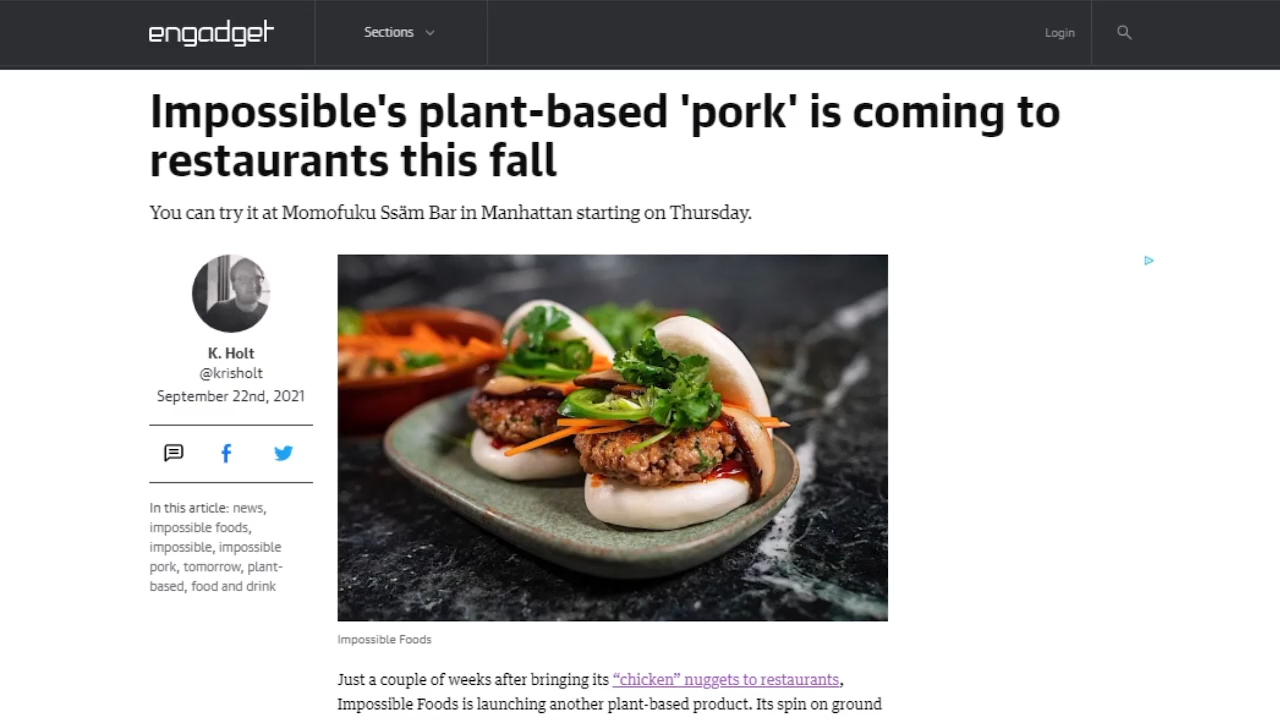 engadget
Sections
Login
Impossible's plant-based 'pork' is coming to
restaurants this fall
You can try it at Momofuku Ssäm Bar in Manhattan starting on Thursday.
K. Holt
@krisholt
September 22nd, 2021
In this article: news,
impossible foods,
impossible, impossible
pork, tomorrow, plant-
based, food and drink
Impossible Foods
Just a couple of weeks after bringing its “chicken” nuggets to restaurants,
Impossible Foods is launching another plant-based product. Its spin on ground